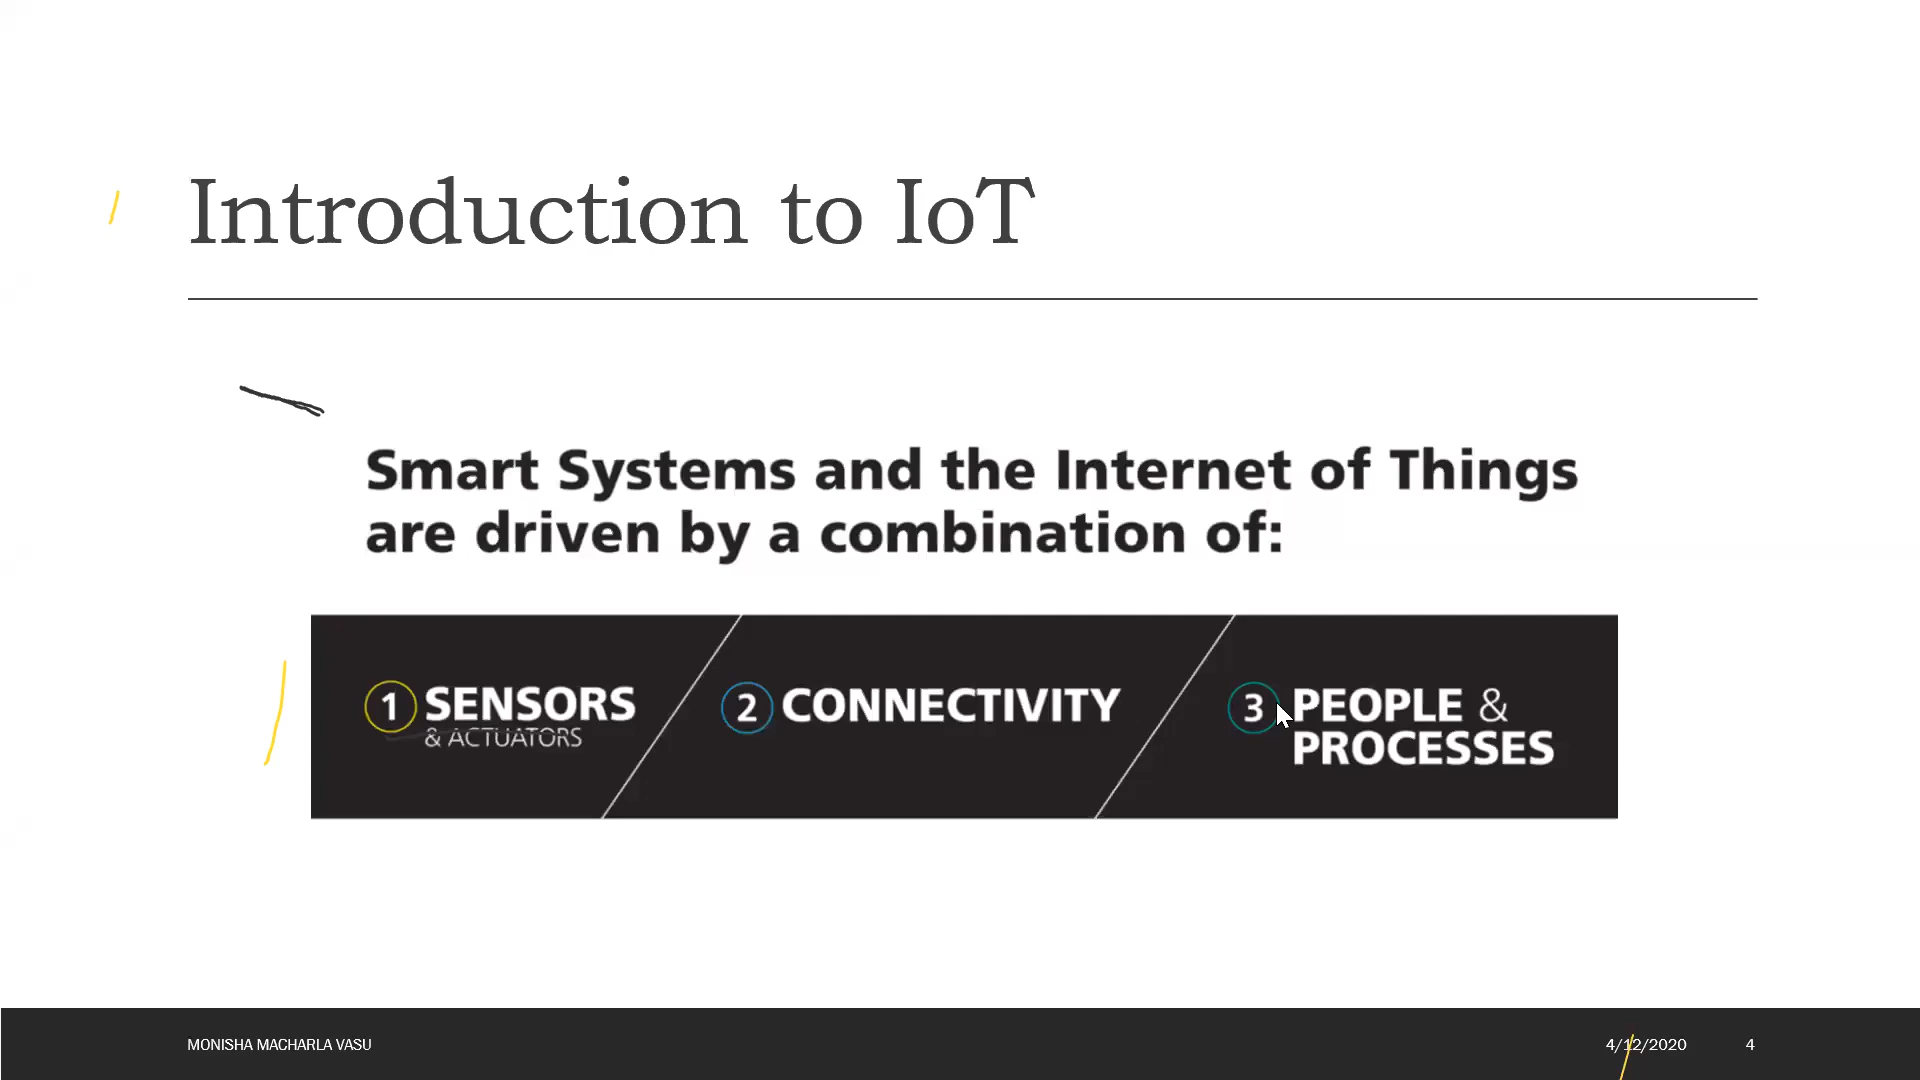 Introduction to IoT
Smart Systems and the Internet of Things
are driven by a combination of:
1 SENSORS
& ACTUATORS
2 CONNECTIVITY
3 PEOPLE &
PROCESSES
MONISHA MACHARLA VASU
4/12/2020
4